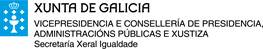 XUNTA DE GALICIA
VICEPRESIDENCIA E CONSELLERÍA DE PRESIDENCIA,
ADMINISTRACIÓNS PÚBLICAS E XUSTIZA
Secretaría Xeral Igualdade